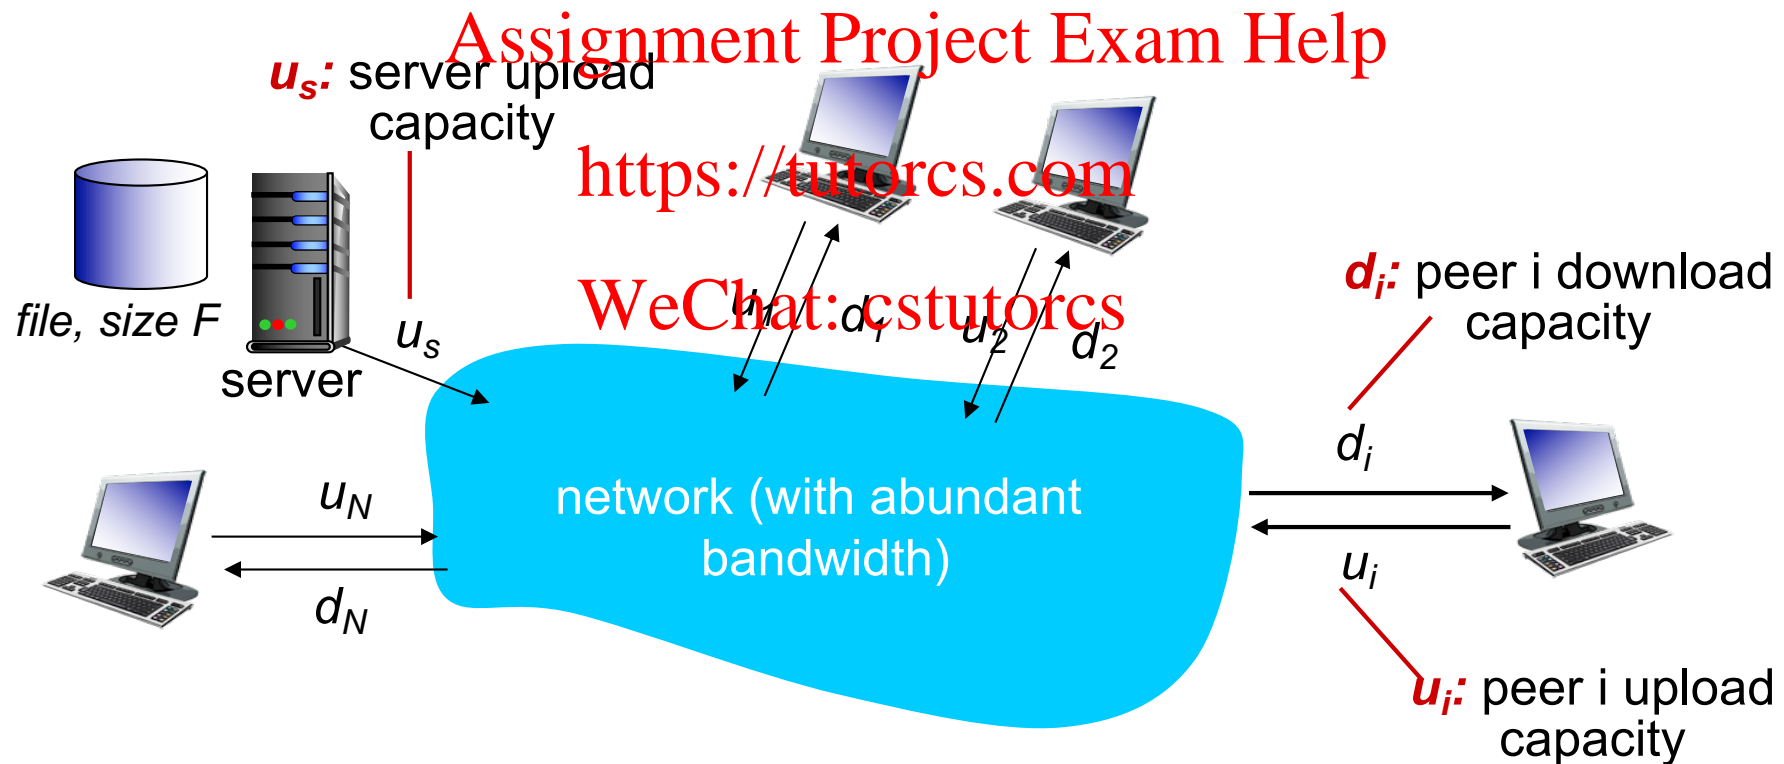 Assignment Project Exam Help
us: server upload
capacity
https://tutorcs.com
WeChat: cstutorcs
file, size F
server
us
u1
d1
u2
d2
di: peer i download
capacity
di
ui
uN
dN
network (with abundant
bandwidth)
ui: peer i upload
capacity